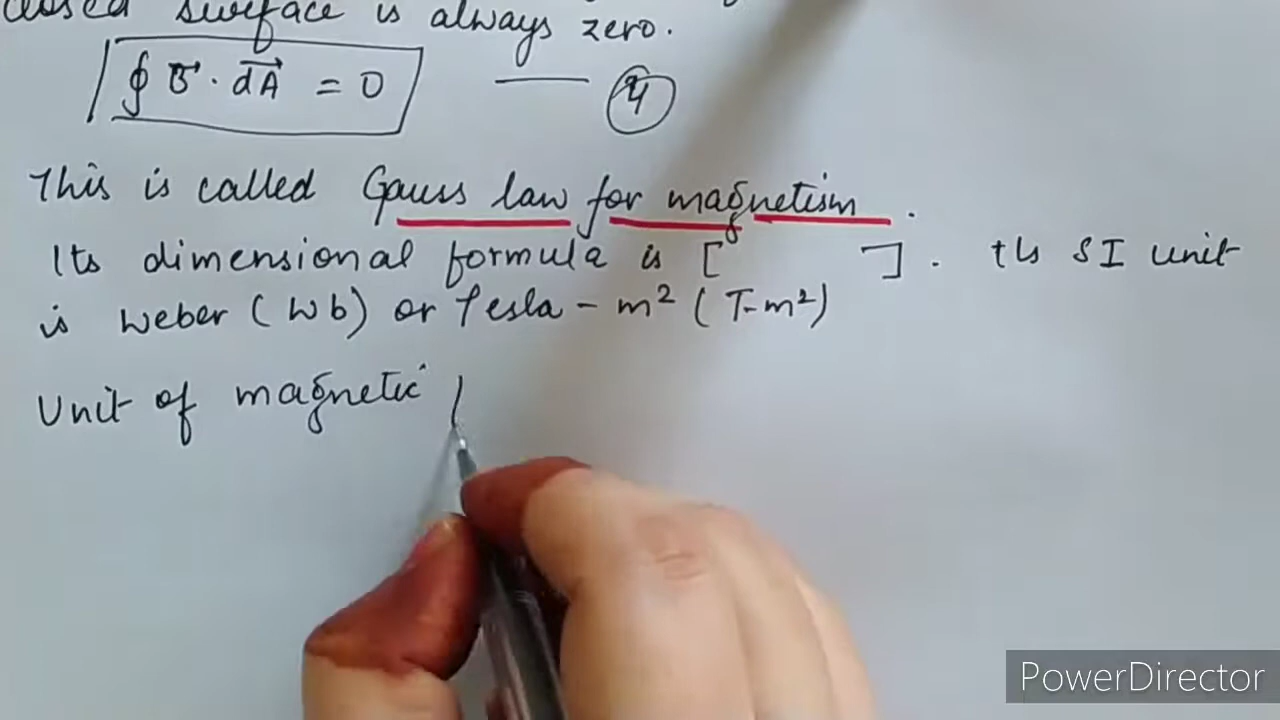 closed surface is always zero.
∮ B⃗ · dA⃗ = 0 —— 4
This is called Gauss law for magnetism.
Its dimensional formula is [ ]. Its SI unit
is weber (Wb) or Tesla - m² (T-m²)
Unit of magnetic
PowerDirector